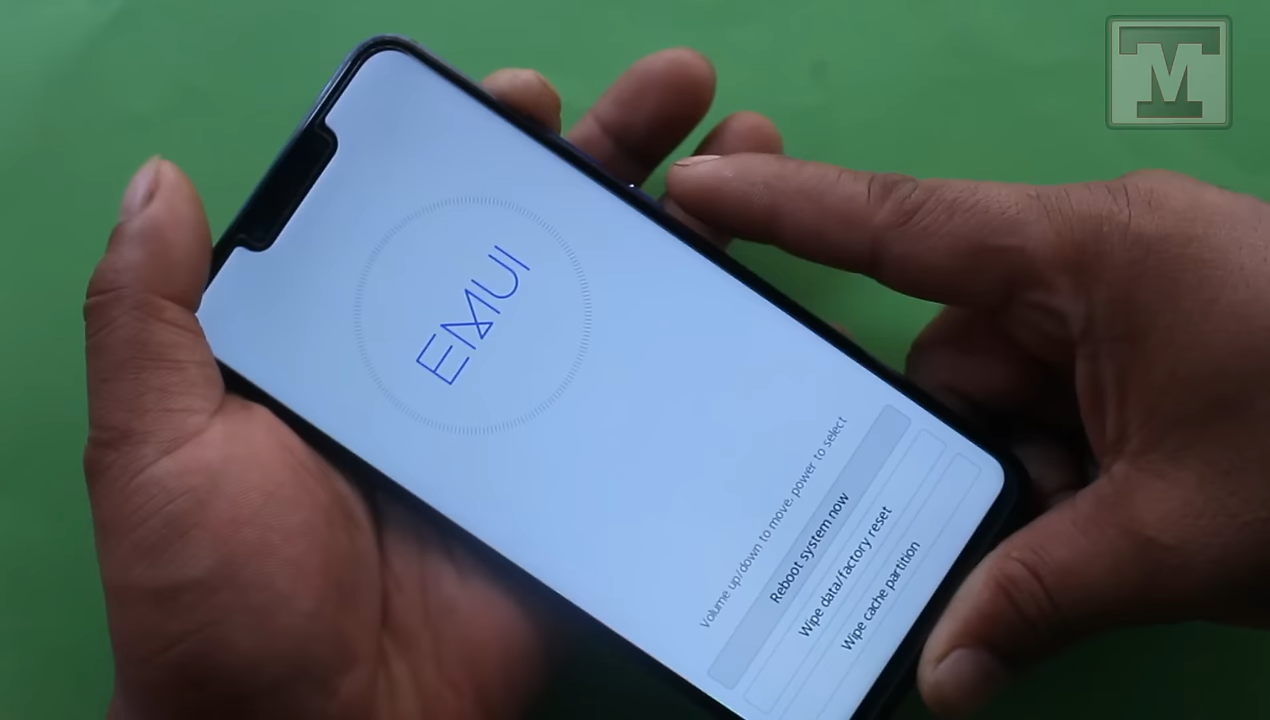 TM
EMUI
Volume up/down to move, power to select
Reboot system now
Wipe data/factory reset
Wipe cache partition